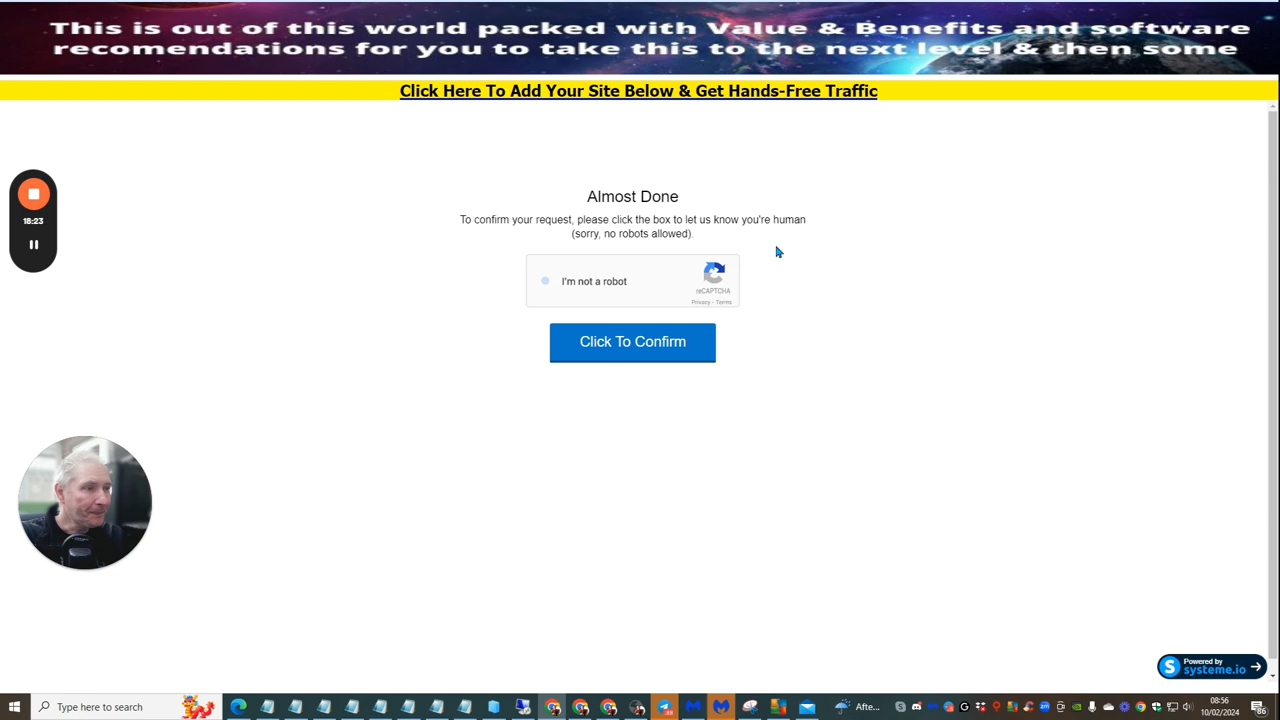 This is out of this world packed with Value & Benefits and software
recomendations for you to take this to the next level & then some
Click Here To Add Your Site Below & Get Hands-Free Traffic
18:23
Almost Done
To confirm your request, please click the box to let us know you're human
(sorry, no robots allowed).
I'm not a robot
reCAPTCHA
Privacy - Terms
Click To Confirm
Powered by
systeme.io
Type here to search
Afte...
08:56
10/02/2024
86